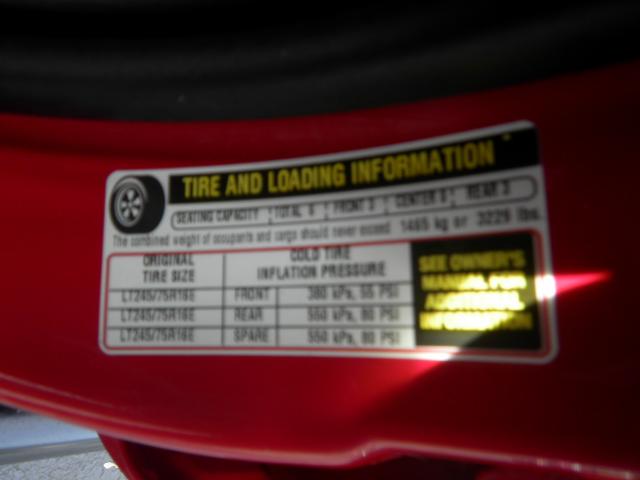 TIRE AND LOADING INFORMATION
SEATING CAPACITY TOTAL 6 FRONT 3 CENTER 0 REAR 3
The combined weight of occupants and cargo should never exceed 1465 kg or 3229 lbs.
ORIGINAL TIRE SIZE COLD TIRE INFLATION PRESSURE
LT245/75R16E FRONT 380 kPa, 55 PSI
LT245/75R16E REAR 550 kPa, 80 PSI
LT245/75R16E SPARE 550 kPa, 80 PSI
SEE OWNER'S
MANUAL FOR
ADDITIONAL
INFORMATION